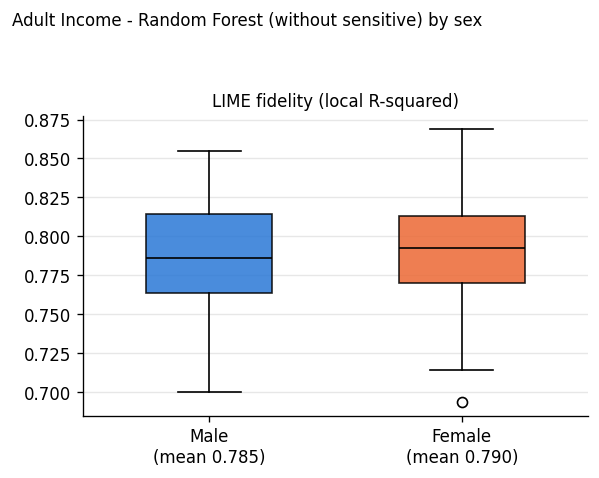 Adult Income - Random Forest (without sensitive) by sex
LIME fidelity (local R-squared)
0.875
0.850
0.825
0.800
0.775
0.750
0.725
0.700
Male
(mean 0.785)
Female
(mean 0.790)